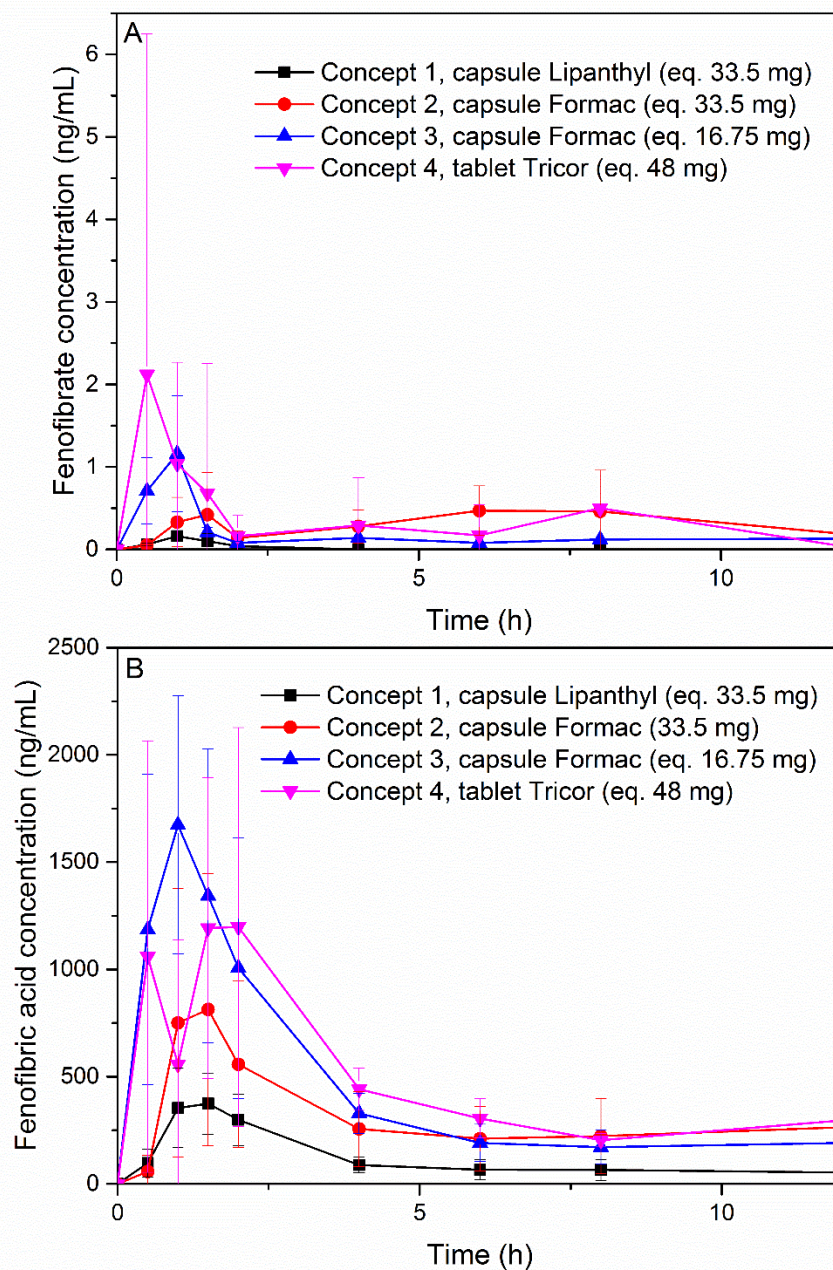 A
Concept 1, capsule Lipanthyl (eq. 33.5 mg)
Concept 2, capsule Formac (eq. 33.5 mg)
Concept 3, capsule Formac (eq. 16.75 mg)
Concept 4, tablet Tricor (eq. 48 mg)
Fenofibrate concentration (ng/mL)
6
5
4
3
2
1
0
0
5
10
Time (h)
B
Concept 1, capsule Lipanthyl (eq. 33.5 mg)
Concept 2, capsule Formac (33.5 mg)
Concept 3, capsule Formac (eq. 16.75 mg)
Concept 4, tablet Tricor (eq. 48 mg)
Fenofibric acid concentration (ng/mL)
2500
2000
1500
1000
500
0
0
5
10
Time (h)